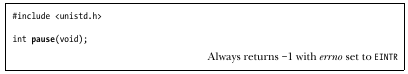 #include <unistd.h>
int pause(void);
Always returns −1 with errno set to EINTR